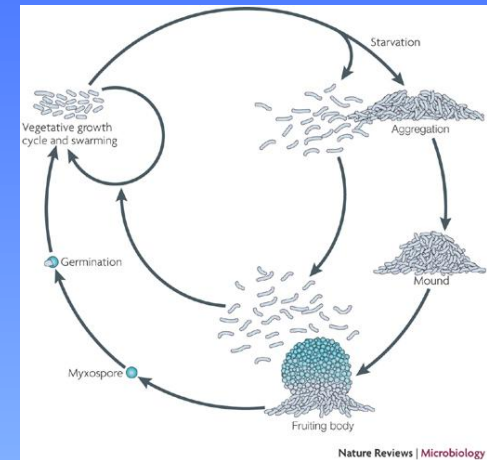 Starvation
Aggregation
Vegetative growth
cycle and swarming
Mound
Germination
Myxospore
Fruiting body
Nature Reviews | Microbiology